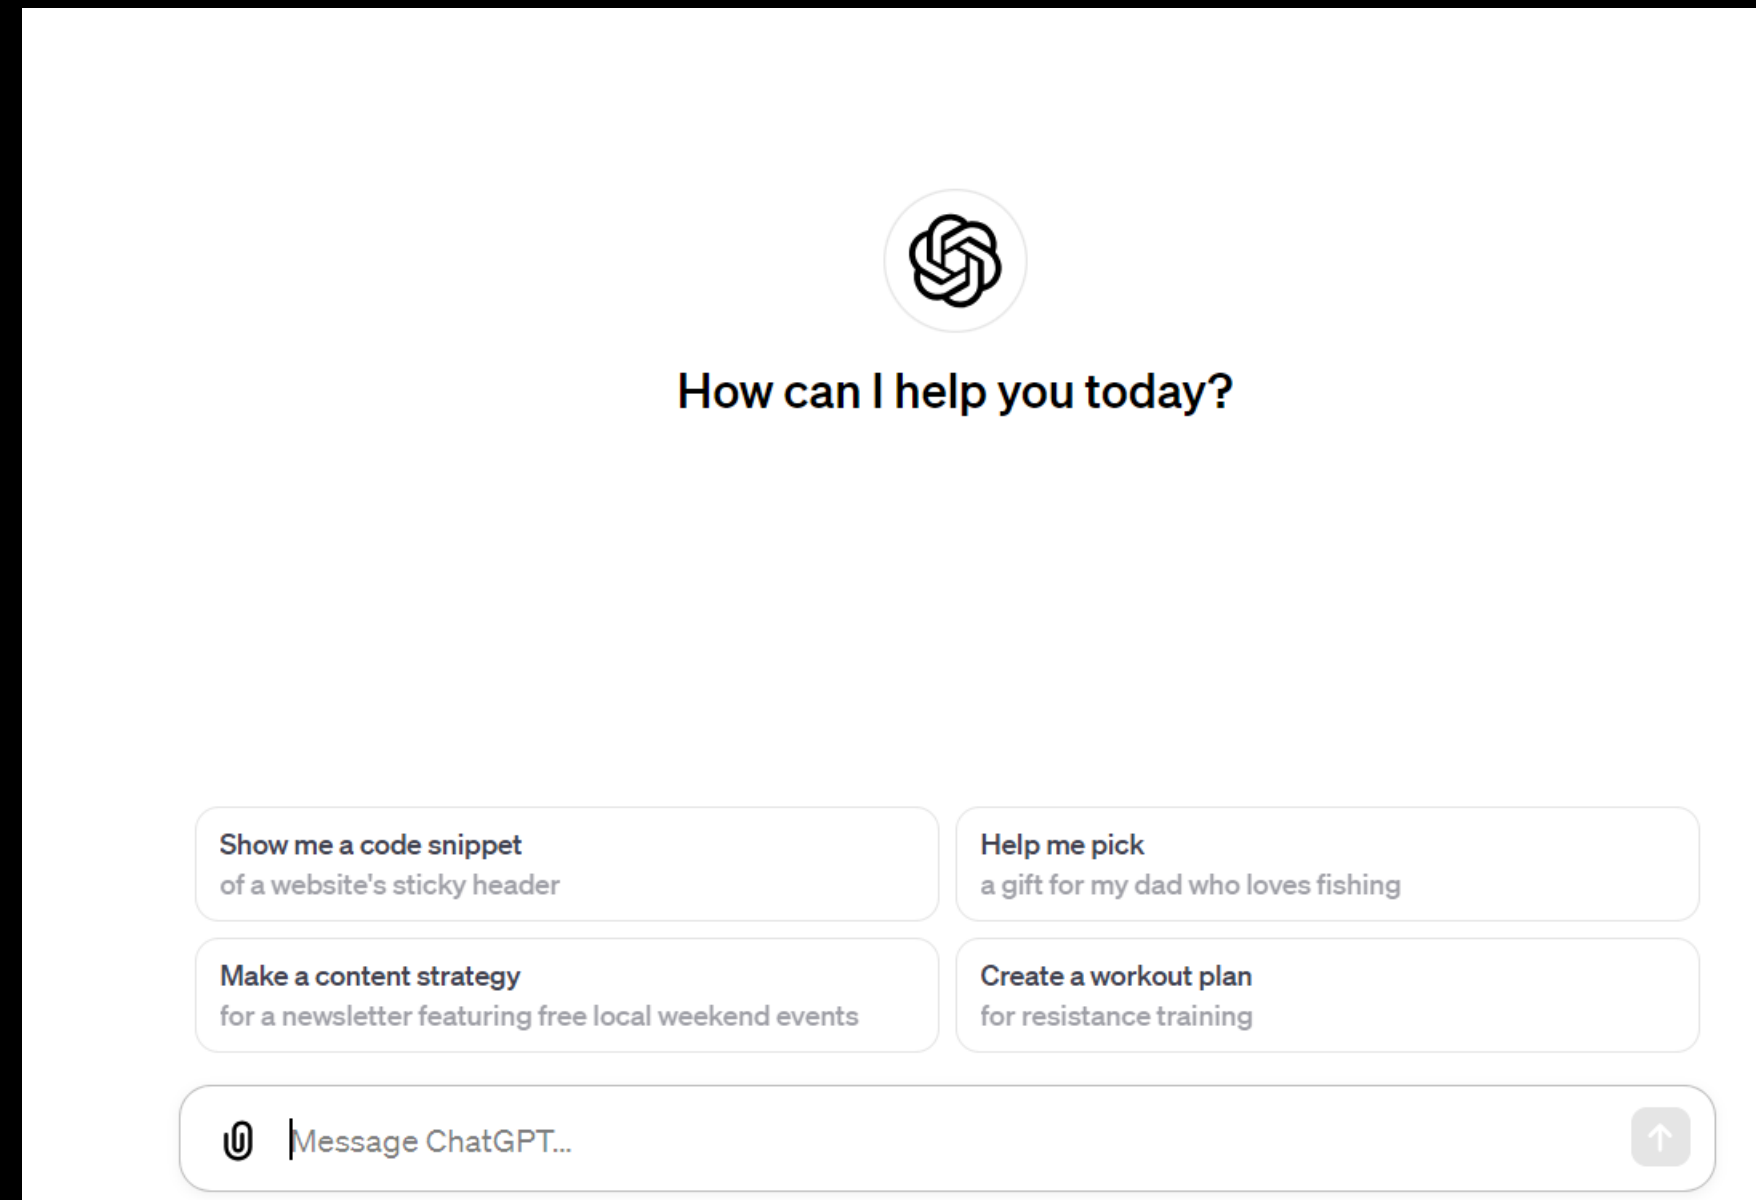 How can I help you today?
Show me a code snippet
of a website's sticky header
Help me pick
a gift for my dad who loves fishing
Make a content strategy
for a newsletter featuring free local weekend events
Create a workout plan
for resistance training
Message ChatGPT...